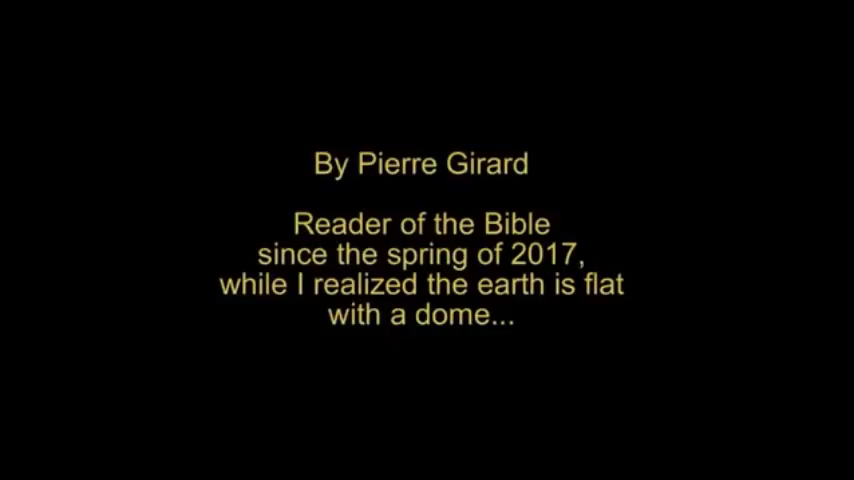 By Pierre Girard
Reader of the Bible
since the spring of 2017,
while I realized the earth is flat
with a dome...